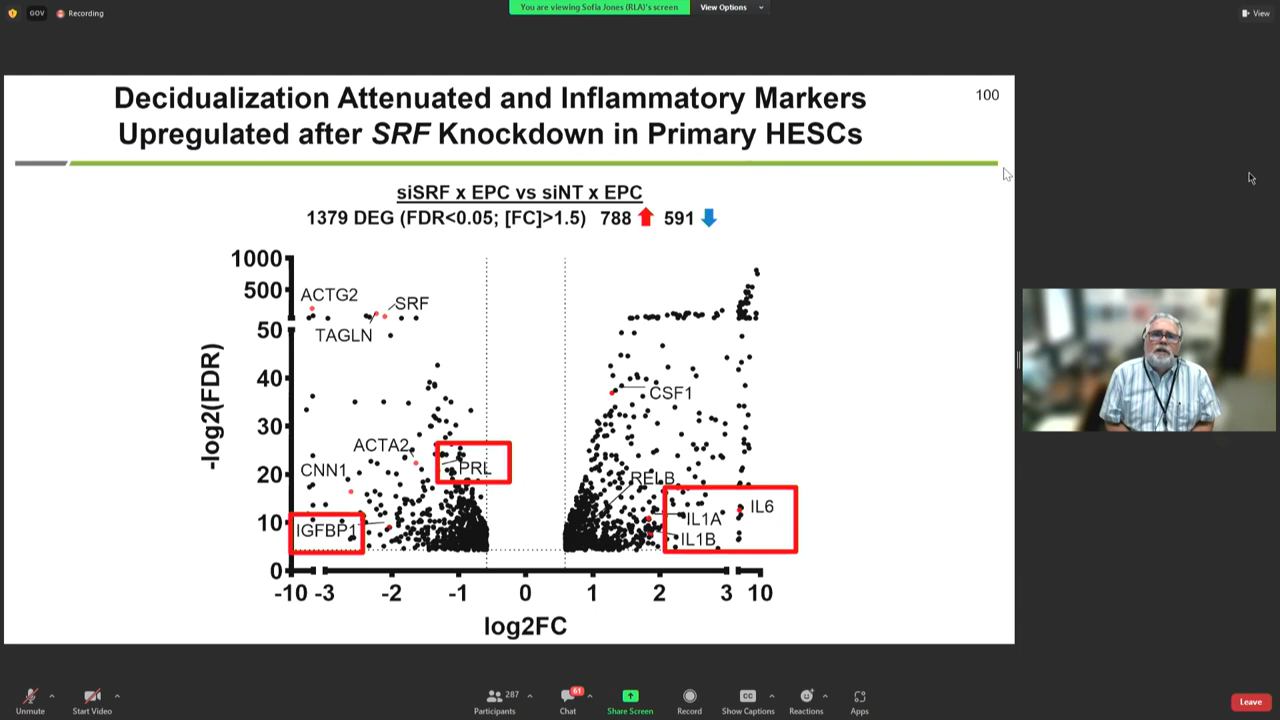 GOV
Recording
You are viewing Sofia Jones (RLA)'s screen
View Options
View
Decidualization Attenuated and Inflammatory Markers
Upregulated after SRF Knockdown in Primary HESCs
100
siSRF x EPC vs siNT x EPC
1379 DEG (FDR<0.05; [FC]>1.5) 788 591
1000
500
50
40
30
20
10
0
-log2(FDR)
ACTG2
SRF
TAGLN
CSF1
ACTA2
PRL
CNN1
RELB
IL6
IL1A
IGFBP1
IL1B
-10 -3 -2 -1 0 1 2 3 10
log2FC
Unmute
Start Video
287
Participants
61
Chat
Share Screen
Record
CC
Show Captions
Reactions
Apps
Leave